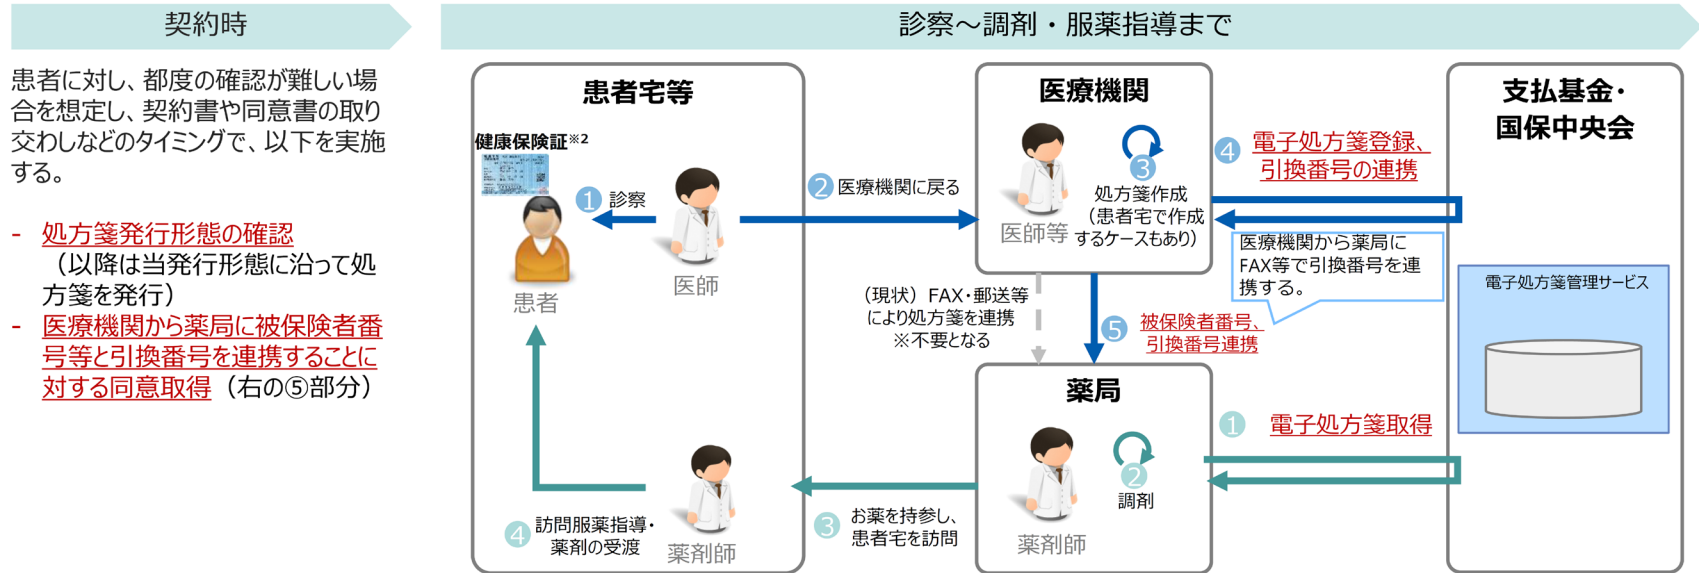 契約時
診察～調剤・服薬指導まで
患者に対し、都度の確認が難しい場
合を想定し、契約書や同意書の取り
交わしなどのタイミングで、以下を実施
する。
- 処方箋発行形態の確認
（以降は当発行形態に沿って処
方箋を発行）
- 医療機関から薬局に被保険者番
号等と引換番号を連携することに
対する同意取得（右の⑤部分）
患者宅等
健康保険証※2
患者
1 診察
医師
2 医療機関に戻る
医療機関
医師等
3
処方箋作成
（患者宅で作成
するケースもあり）
4 電子処方箋登録、
引換番号の連携
医療機関から薬局に
FAX等で引換番号を連
携する。
（現状）FAX・郵送等
により処方箋を連携
※不要となる
5 被保険者番号、
引換番号連携
支払基金・
国保中央会
電子処方箋管理サービス
薬局
薬剤師
1 電子処方箋取得
2
調剤
3 お薬を持参し、
患者宅を訪問
4 訪問服薬指導・
薬剤の受渡
薬剤師